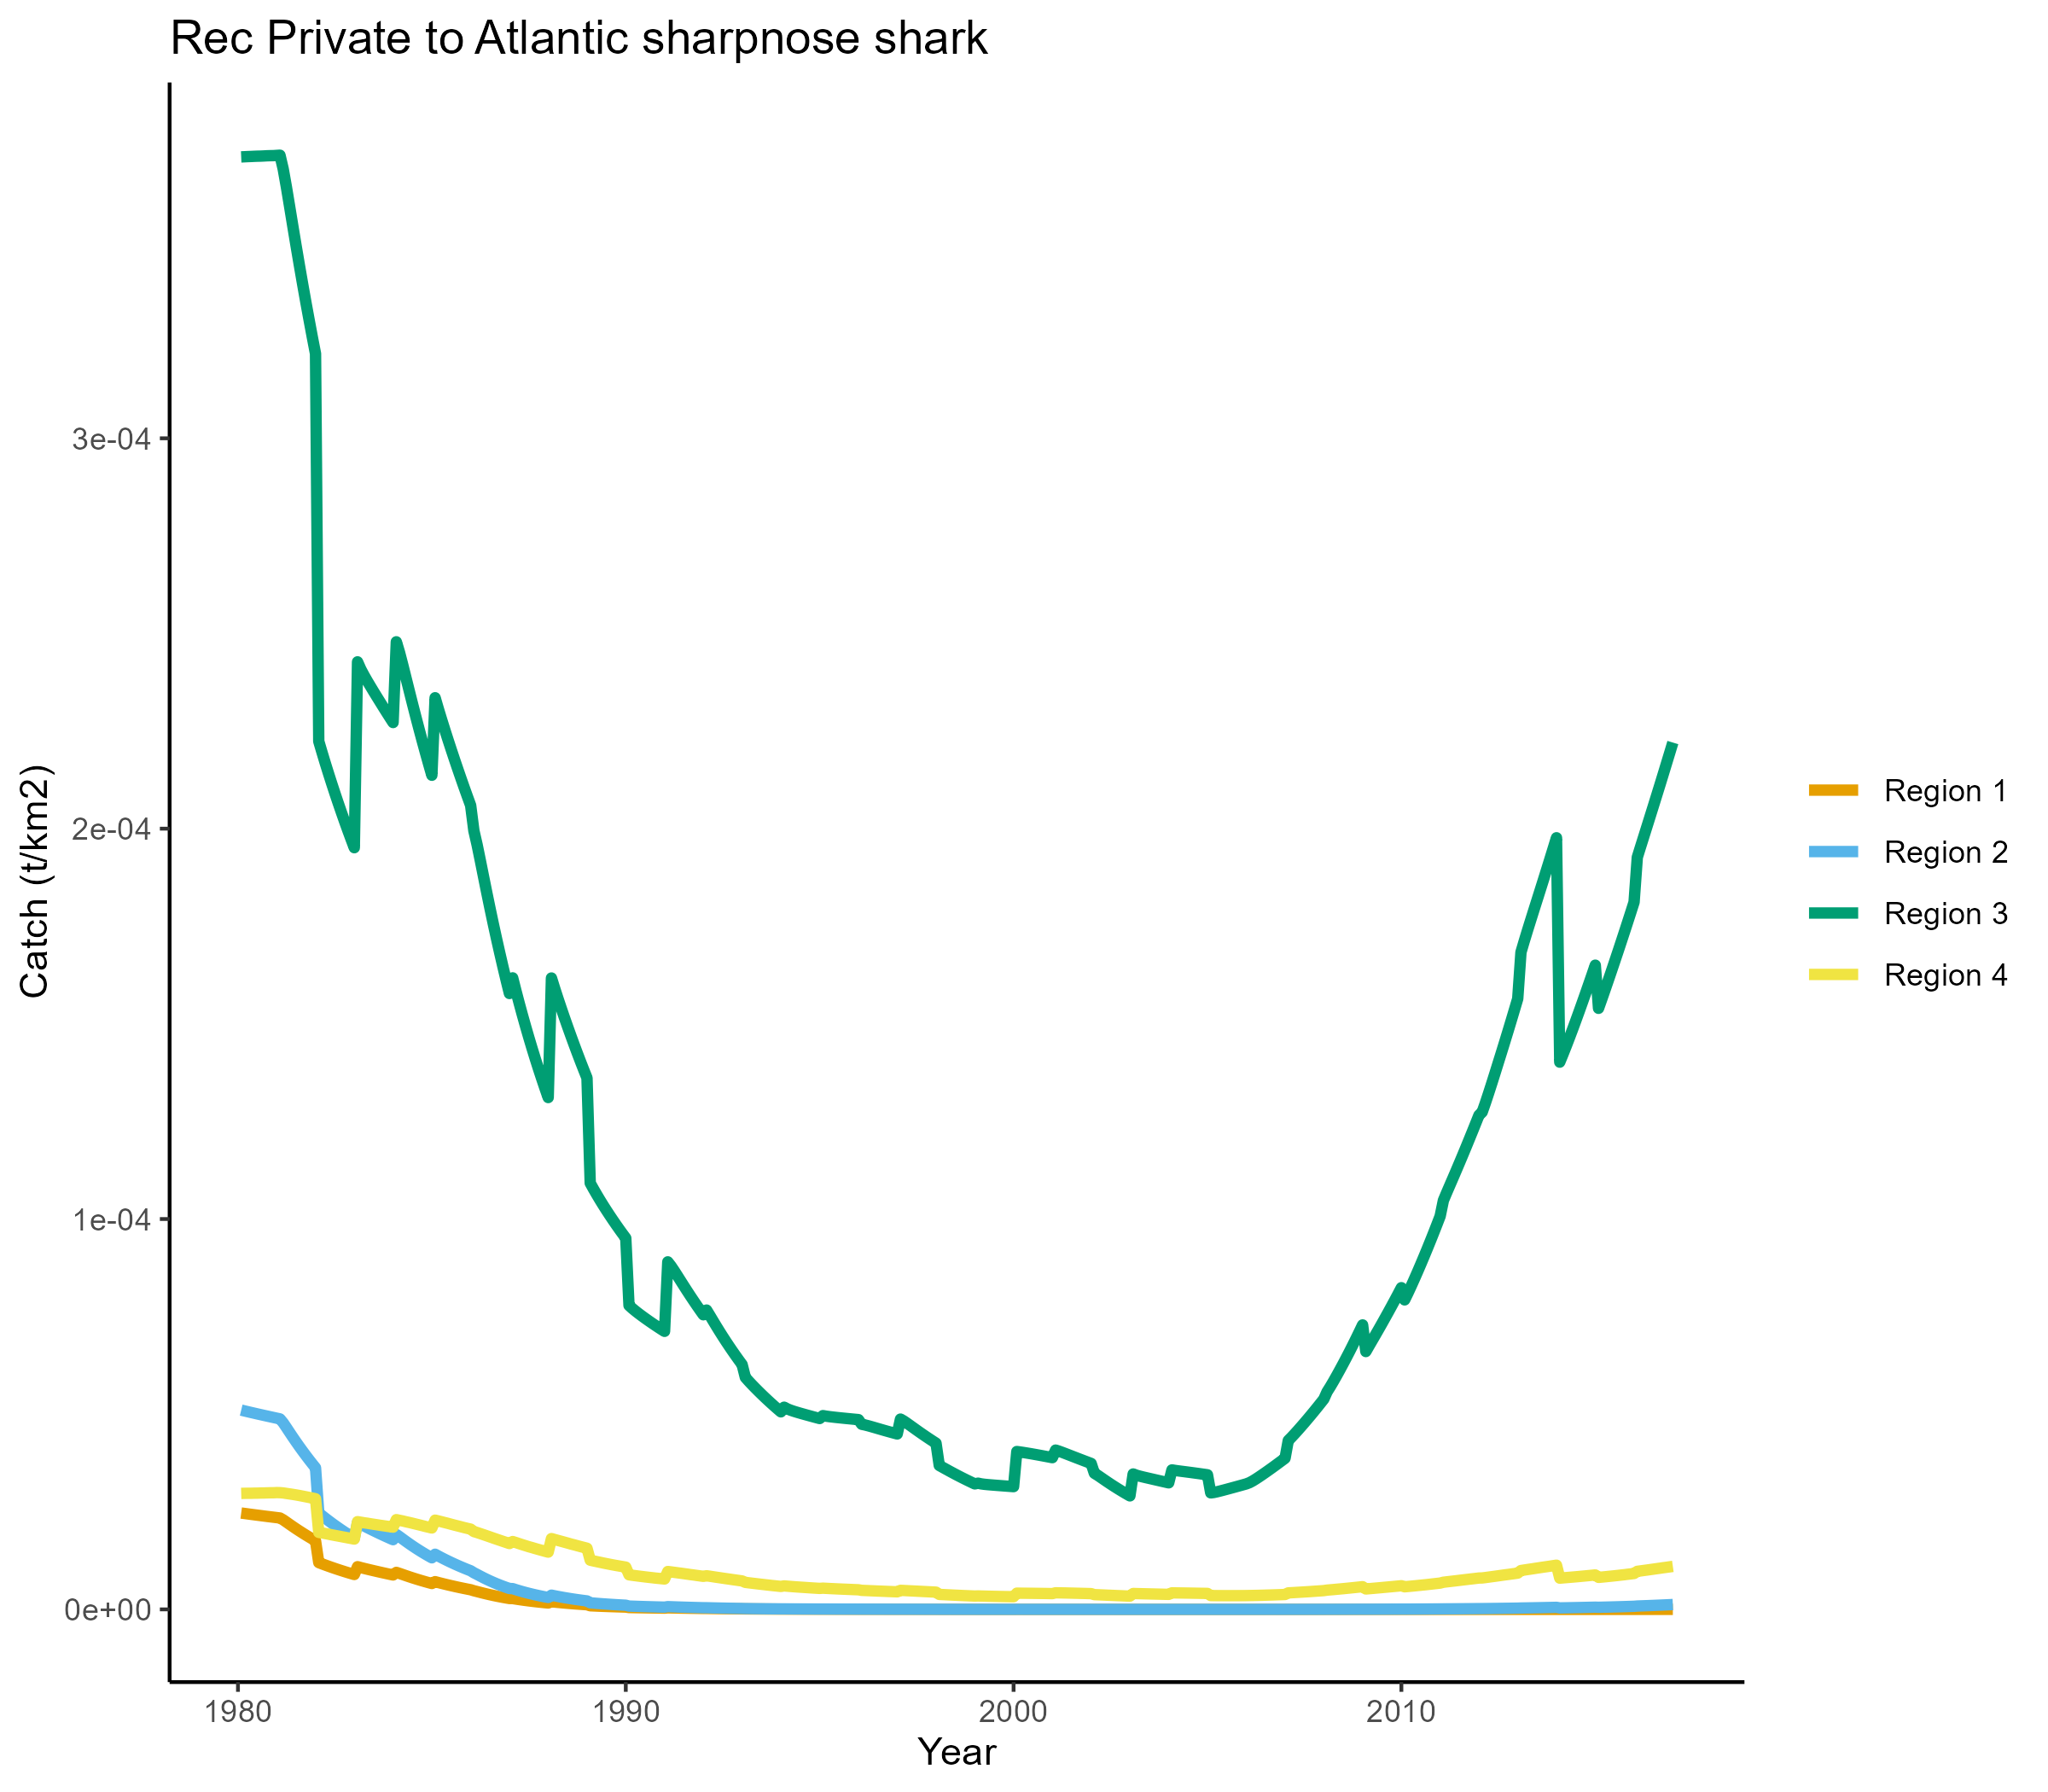 Rec Private to Atlantic sharpnose shark
Catch (t/km2)
3e-04
2e-04
1e-04
0e+00
1980 1990 2000 2010
Year
Region 1
Region 2
Region 3
Region 4